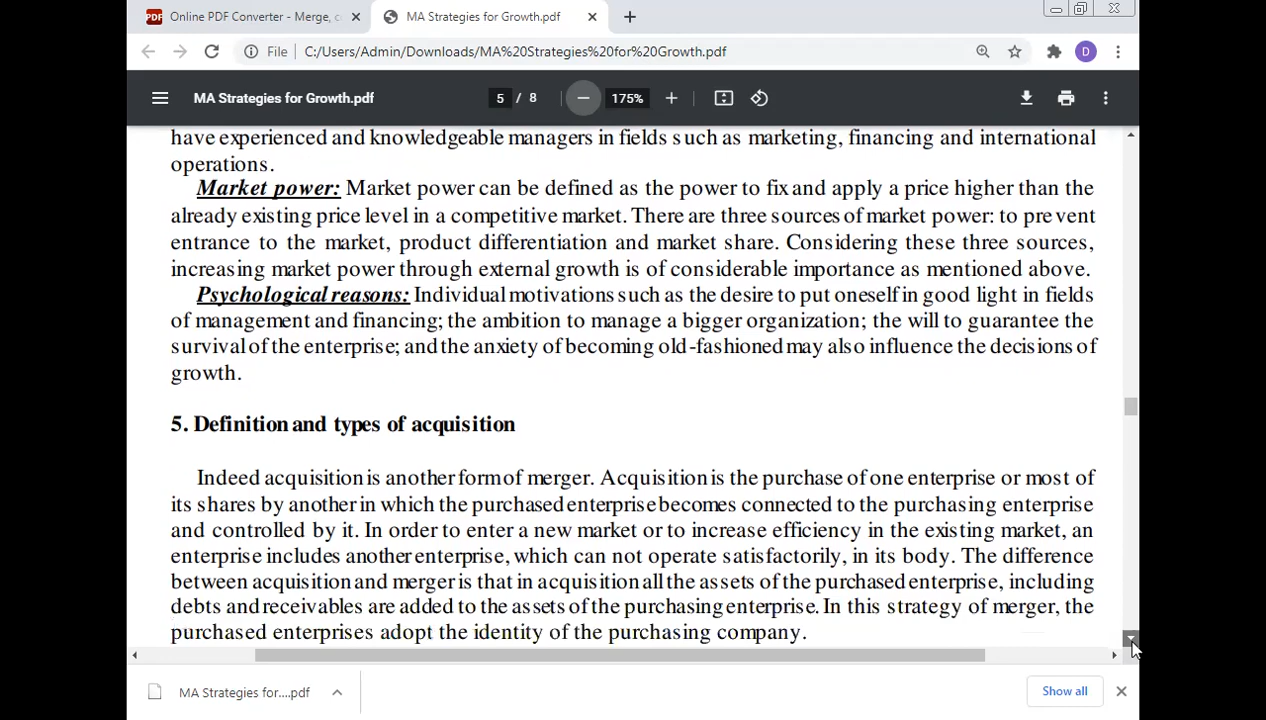 Online PDF Converter - Merge, c
MA Strategies for Growth.pdf
File
C:/Users/Admin/Downloads/MA%20Strategies%20for%20Growth.pdf
D
MA Strategies for Growth.pdf
5 / 8
175%
have experienced and knowledgeable managers in fields such as marketing, financing and international
operations.
Market power: Market power can be defined as the power to fix and apply a price higher than the
already existing price level in a competitive market. There are three sources of market power: to prevent
entrance to the market, product differentiation and market share. Considering these three sources,
increasing market power through external growth is of considerable importance as mentioned above.
Psychological reasons: Individual motivations such as the desire to put oneself in good light in fields
of management and financing; the ambition to manage a bigger organization; the will to guarantee the
survival of the enterprise; and the anxiety of becoming old-fashioned may also influence the decisions of
growth.
5. Definition and types of acquisition
Indeed acquisition is another form of merger. Acquisition is the purchase of one enterprise or most of
its shares by another in which the purchased enterprise becomes connected to the purchasing enterprise
and controlled by it. In order to enter a new market or to increase efficiency in the existing market, an
enterprise includes another enterprise, which can not operate satisfactorily, in its body. The difference
between acquisition and merger is that in acquisition all the assets of the purchased enterprise, including
debts and receivables are added to the assets of the purchasing enterprise. In this strategy of merger, the
purchased enterprises adopt the identity of the purchasing company.
MA Strategies for....pdf
Show all